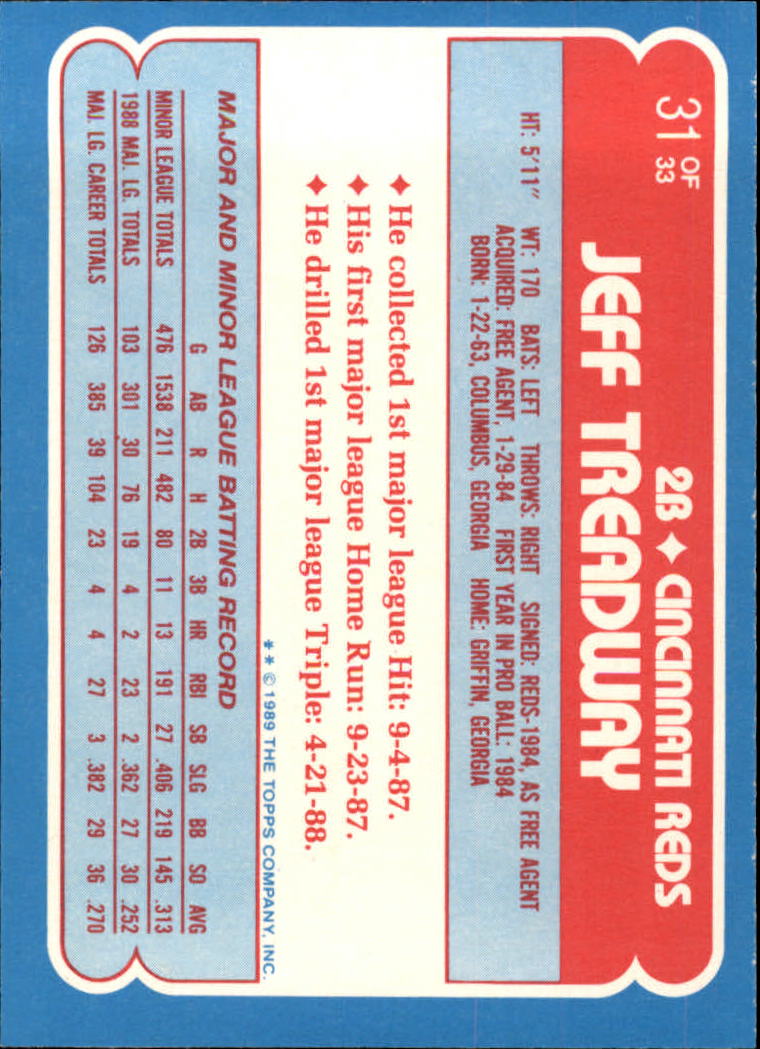 31 OF 33
2B ♦ CINCINNATI REDS
JEFF TREADWAY
HT: 5'11" WT: 170 BATS: LEFT THROWS: RIGHT SIGNED: REDS-1984, AS FREE AGENT
ACQUIRED: FREE AGENT, 1-29-84 FIRST YEAR IN PRO BALL: 1984
BORN: 1-22-63, COLUMBUS, GEORGIA HOME: GRIFFIN, GEORGIA
♦ He collected 1st major league Hit: 9-4-87.
♦ His first major league Home Run: 9-23-87.
♦ He drilled 1st major league Triple: 4-21-88.
** © 1989 THE TOPPS COMPANY, INC.
MAJOR AND MINOR LEAGUE BATTING RECORD
G AB R H 2B 3B HR RBI SB SLG BB SO AVG
MINOR LEAGUE TOTALS 476 1538 211 482 80 11 13 191 27 .406 219 145 .313
1988 MAJ. LG. TOTALS 103 301 30 76 19 4 2 23 2 .362 27 30 .252
MAJ. LG. CAREER TOTALS 126 385 39 104 23 4 4 27 3 .382 29 36 .270